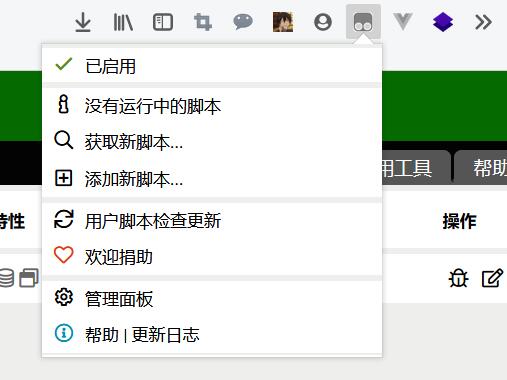 已启用
没有运行中的脚本
获取新脚本...
用工具
帮助
添加新脚本...
特性
用户脚本检查更新
操作
欢迎捐助
管理面板
帮助 | 更新日志